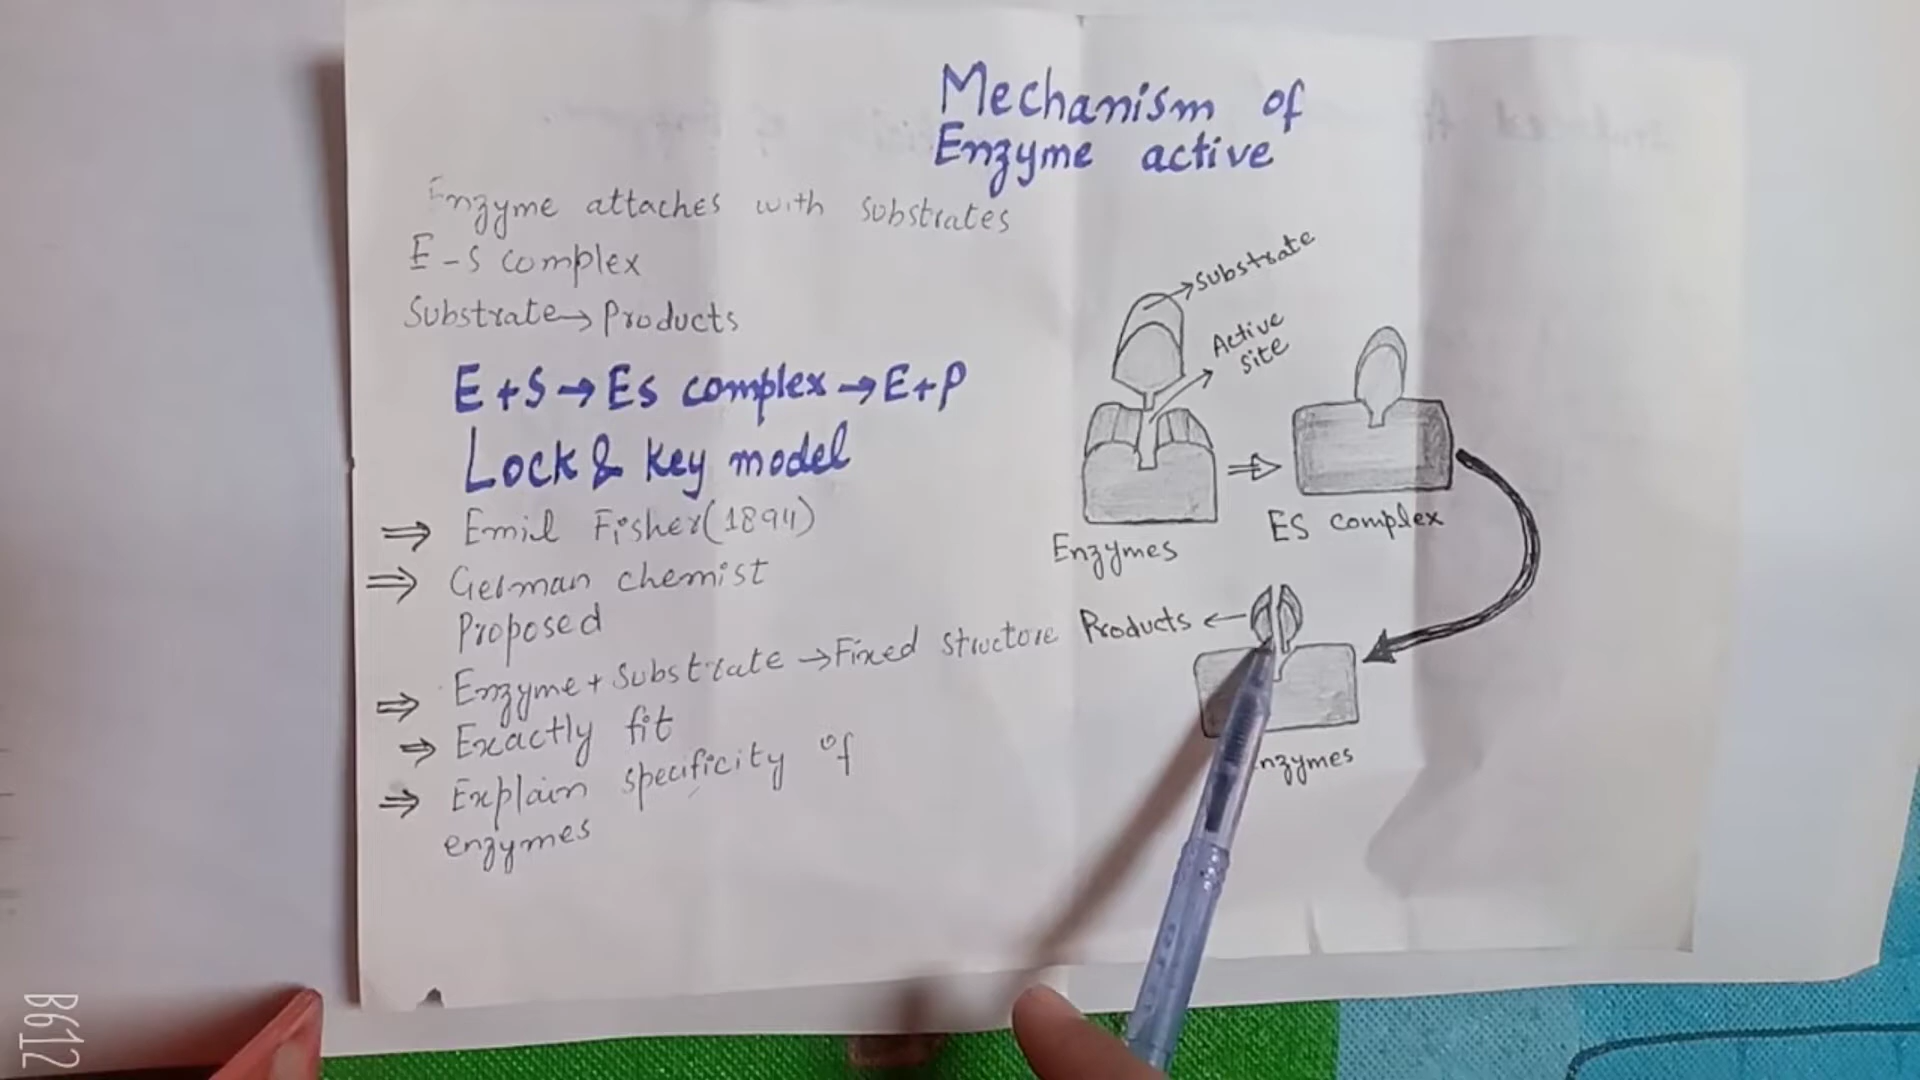 Mechanism of
Enzyme active
Enzyme attaches with substrates
E-S complex
Substrate→Products
E+S→Es complex→E+P
Lock & key model
⇒ Emil Fisher(1894)
⇒ German chemist
Proposed
⇒ Enzyme+Substrate→Fixed structure
⇒ Exactly fit
⇒ Explain specificity of
enzymes
Substrate
Active
site
Enzymes
ES complex
Products
nzymes
B612